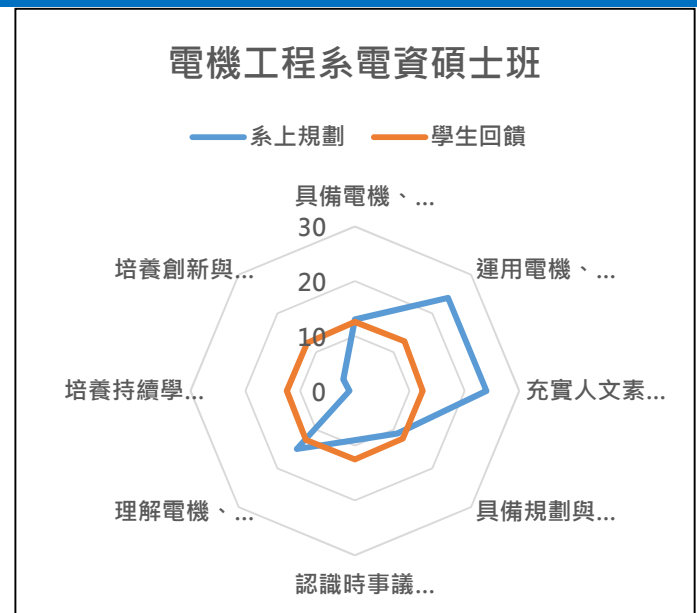 電機工程系電資碩士班
系上規劃 學生回饋
具備電機、...
30
培養創新與... 運用電機、...
20
10
培養持續學... 0 充實人文素...
理解電機、... 具備規劃與...
認識時事議...